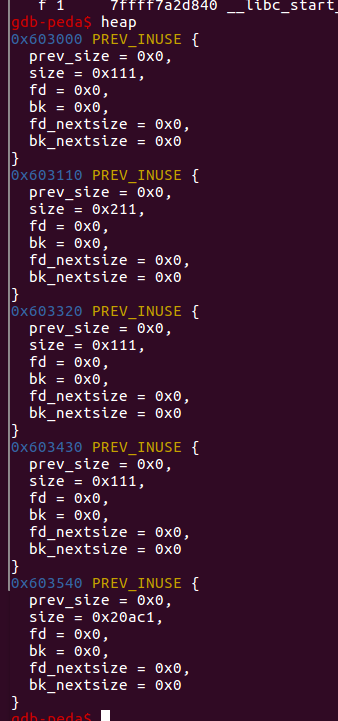 f 1     7ffff7a2d840 __libc_start_
gdb-peda$ heap
0x603000 PREV_INUSE {
  prev_size = 0x0,
  size = 0x111,
  fd = 0x0,
  bk = 0x0,
  fd_nextsize = 0x0,
  bk_nextsize = 0x0
}
0x603110 PREV_INUSE {
  prev_size = 0x0,
  size = 0x211,
  fd = 0x0,
  bk = 0x0,
  fd_nextsize = 0x0,
  bk_nextsize = 0x0
}
0x603320 PREV_INUSE {
  prev_size = 0x0,
  size = 0x111,
  fd = 0x0,
  bk = 0x0,
  fd_nextsize = 0x0,
  bk_nextsize = 0x0
}
0x603430 PREV_INUSE {
  prev_size = 0x0,
  size = 0x111,
  fd = 0x0,
  bk = 0x0,
  fd_nextsize = 0x0,
  bk_nextsize = 0x0
}
0x603540 PREV_INUSE {
  prev_size = 0x0,
  size = 0x20ac1,
  fd = 0x0,
  bk = 0x0,
  fd_nextsize = 0x0,
  bk_nextsize = 0x0
}
gdb-peda$